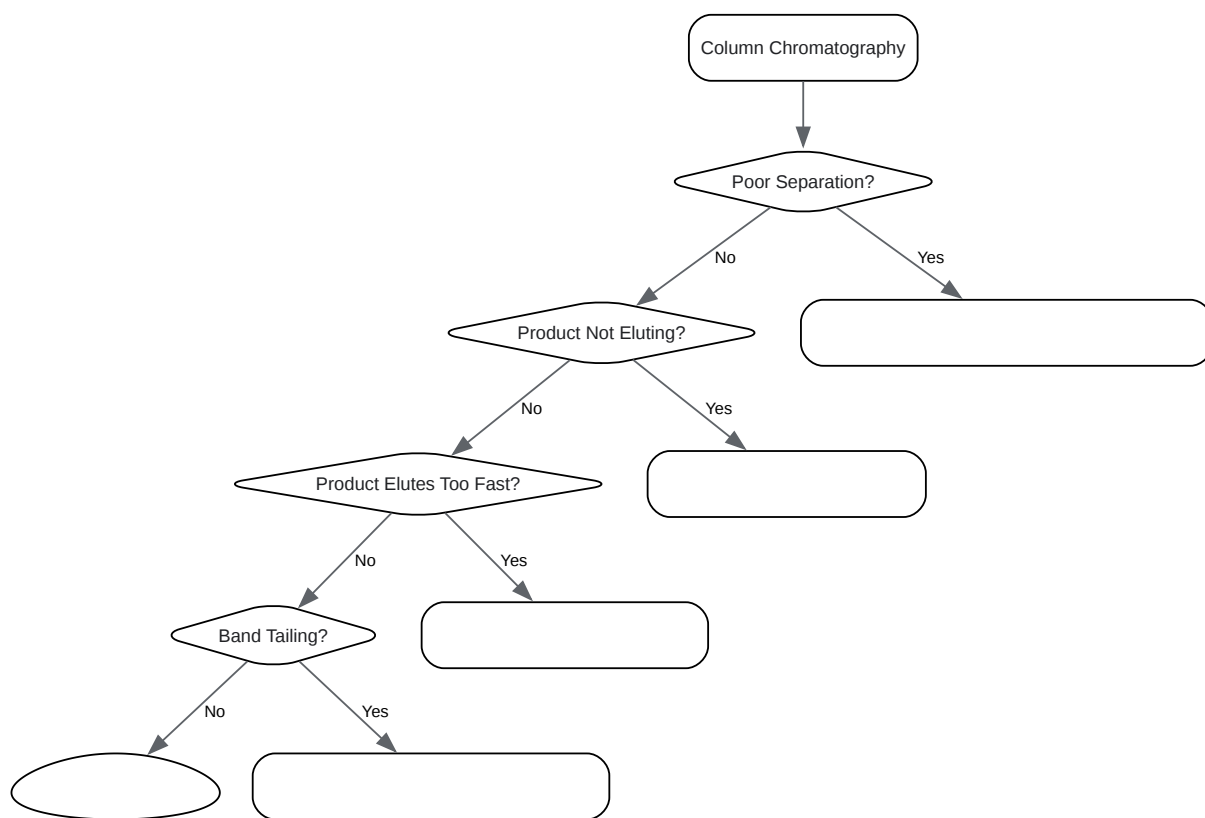 Column Chromatography
Poor Separation?
No
Yes
Product Not Eluting?
No
Yes
Product Elutes Too Fast?
No
Yes
Band Tailing?
No
Yes